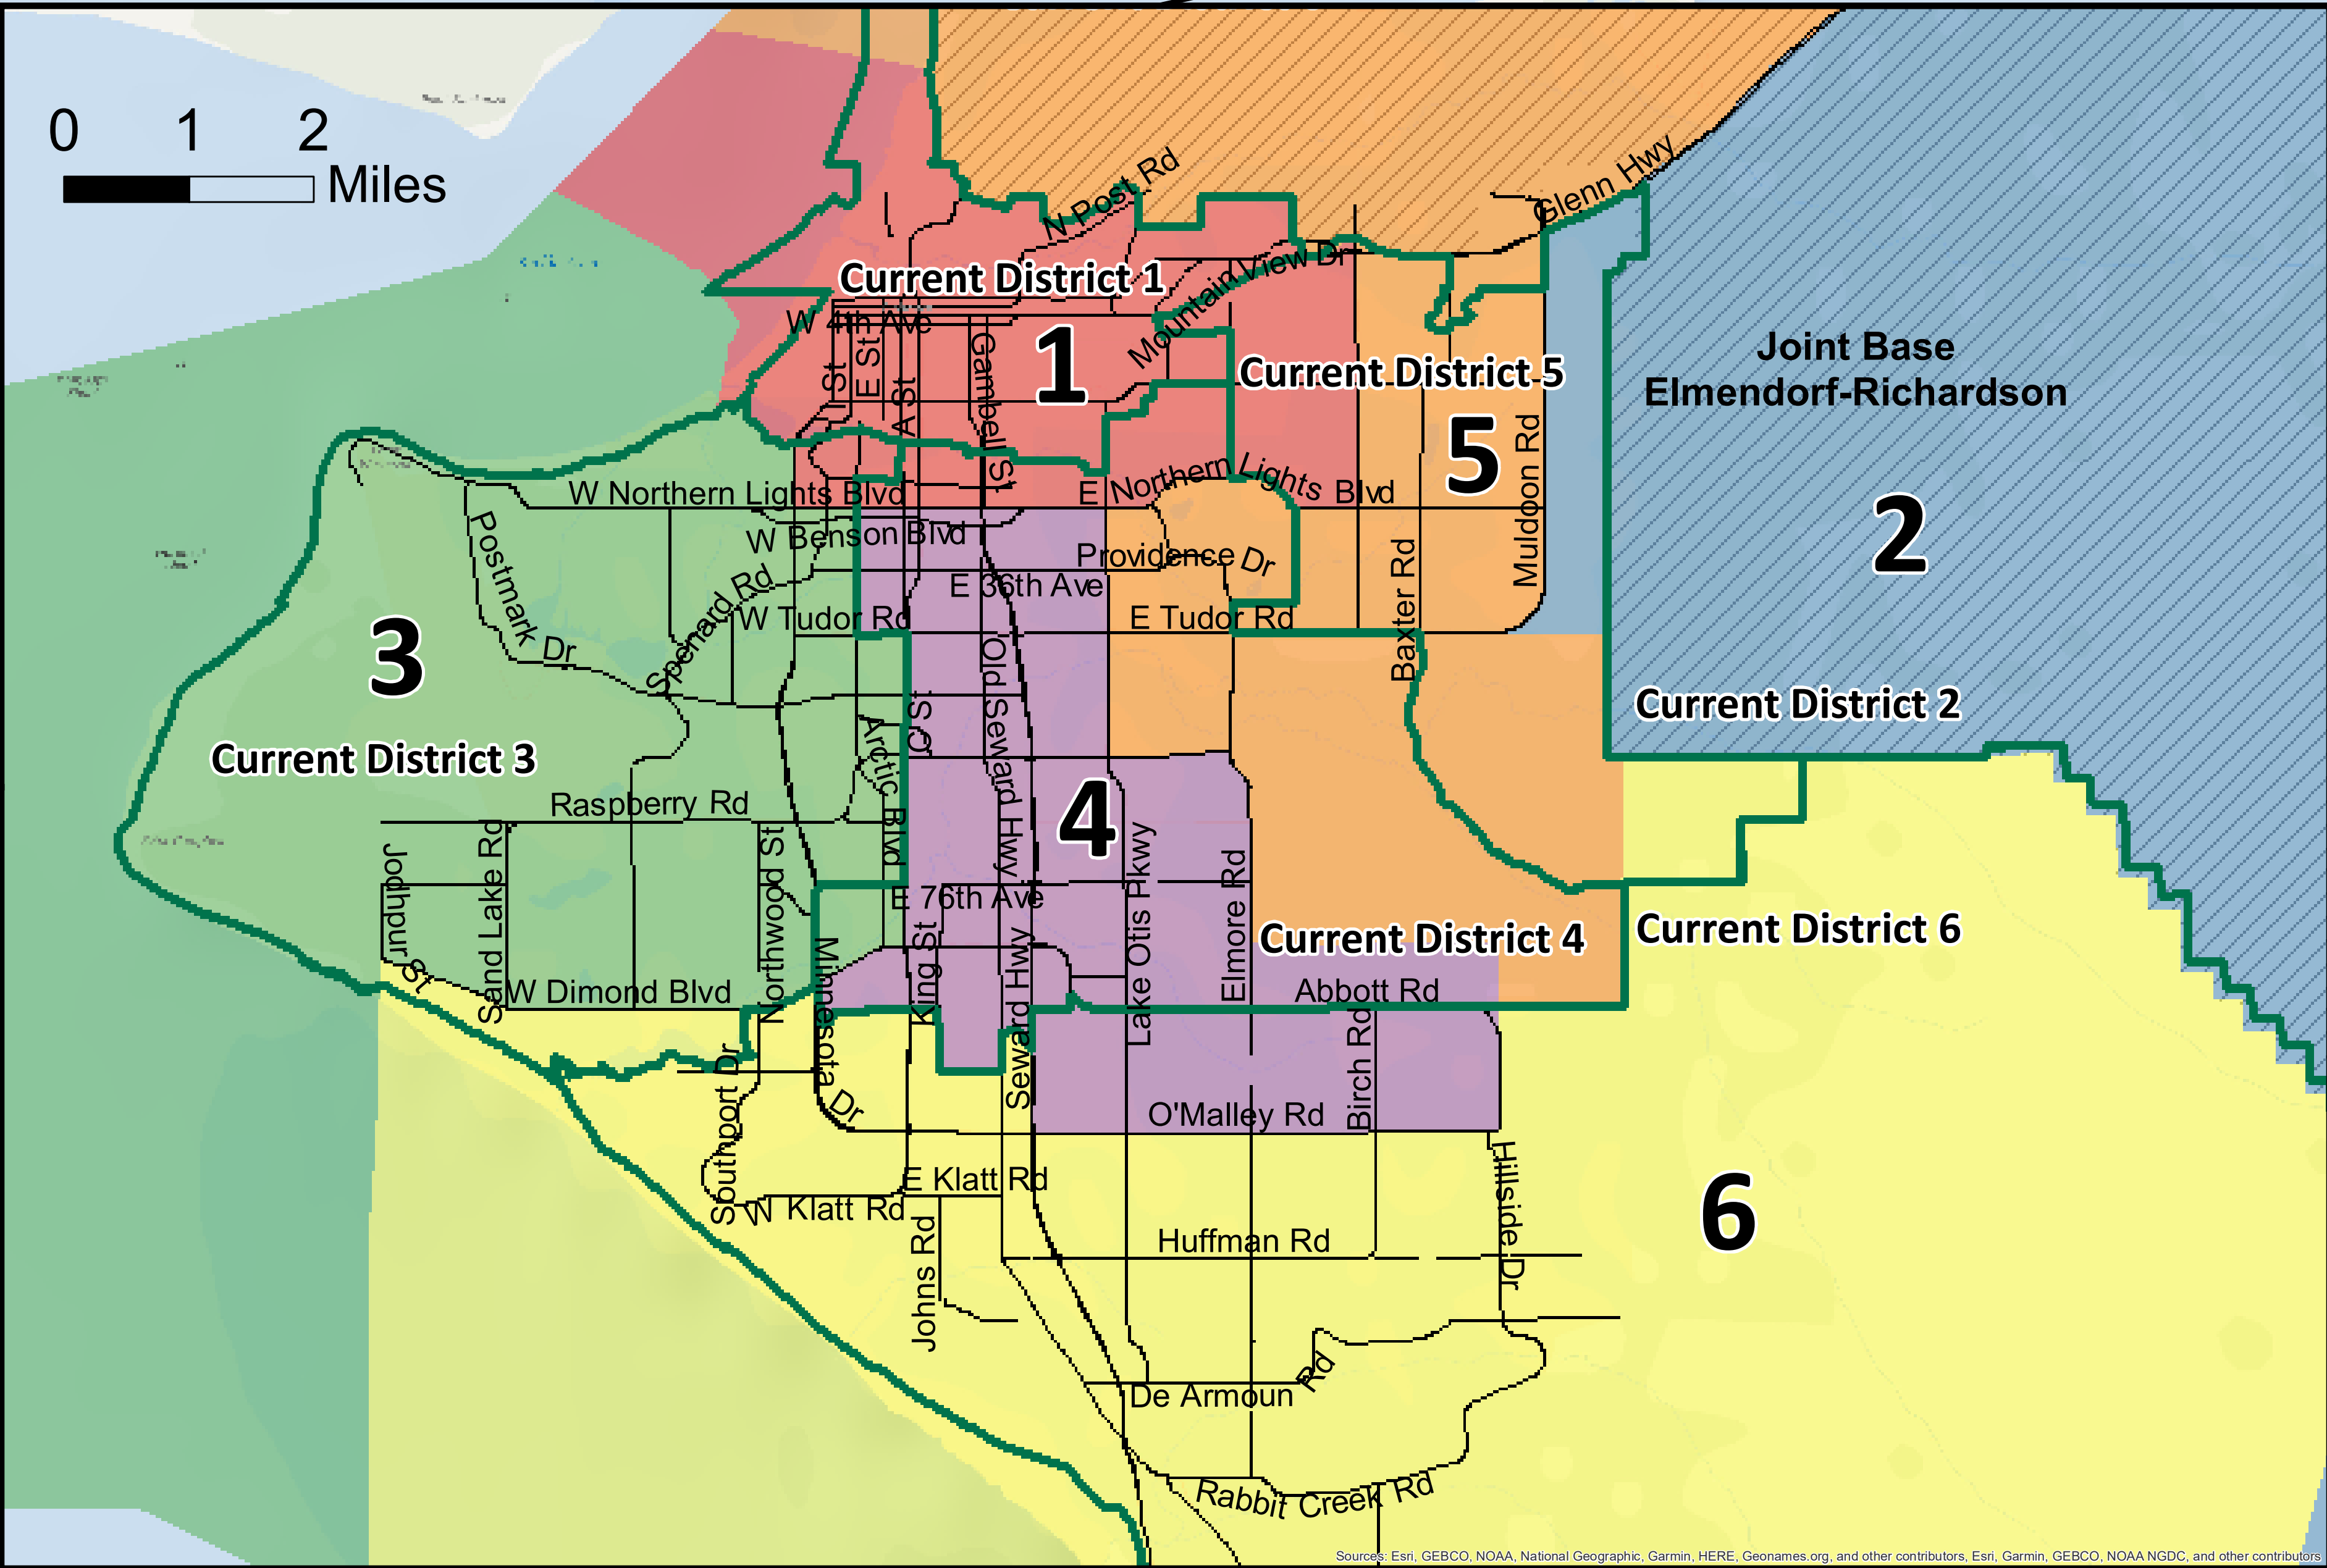 0 1 2
Miles
N Post Rd
Glenn Hwy
Current District 1
Mountain View Dr
W 4th Ave
1
Joint Base
Elmendorf-Richardson
Current District 5
I St
E St
A St
Gambell St
5
Muldoon Rd
2
W Northern Lights Blvd
E Northern Lights Blvd
Postmark Dr
W Benson Blvd
Providence Dr
E 36th Ave
Spenard Rd
W Tudor Rd
E Tudor Rd
Baxter Rd
3
Old Seward Hwy
C St
Current District 2
Current District 3
Arctic Blvd
Raspberry Rd
4
Jodhpur St
Sand Lake Rd
Northwood St
Lake Otis Pkwy
Elmore Rd
E 76th Ave
Current District 4
Current District 6
King St
Minnesota Dr
Seward Hwy
W Dimond Blvd
Abbott Rd
Birch Rd
Southport Dr
O'Malley Rd
E Klatt Rd
W Klatt Rd
Hillside Dr
6
Johns Rd
Huffman Rd
De Armoun Rd
Rabbit Creek Rd
Sources: Esri, GEBCO, NOAA, National Geographic, Garmin, HERE, Geonames.org, and other contributors, Esri, Garmin, GEBCO, NOAA NGDC, and other contributors